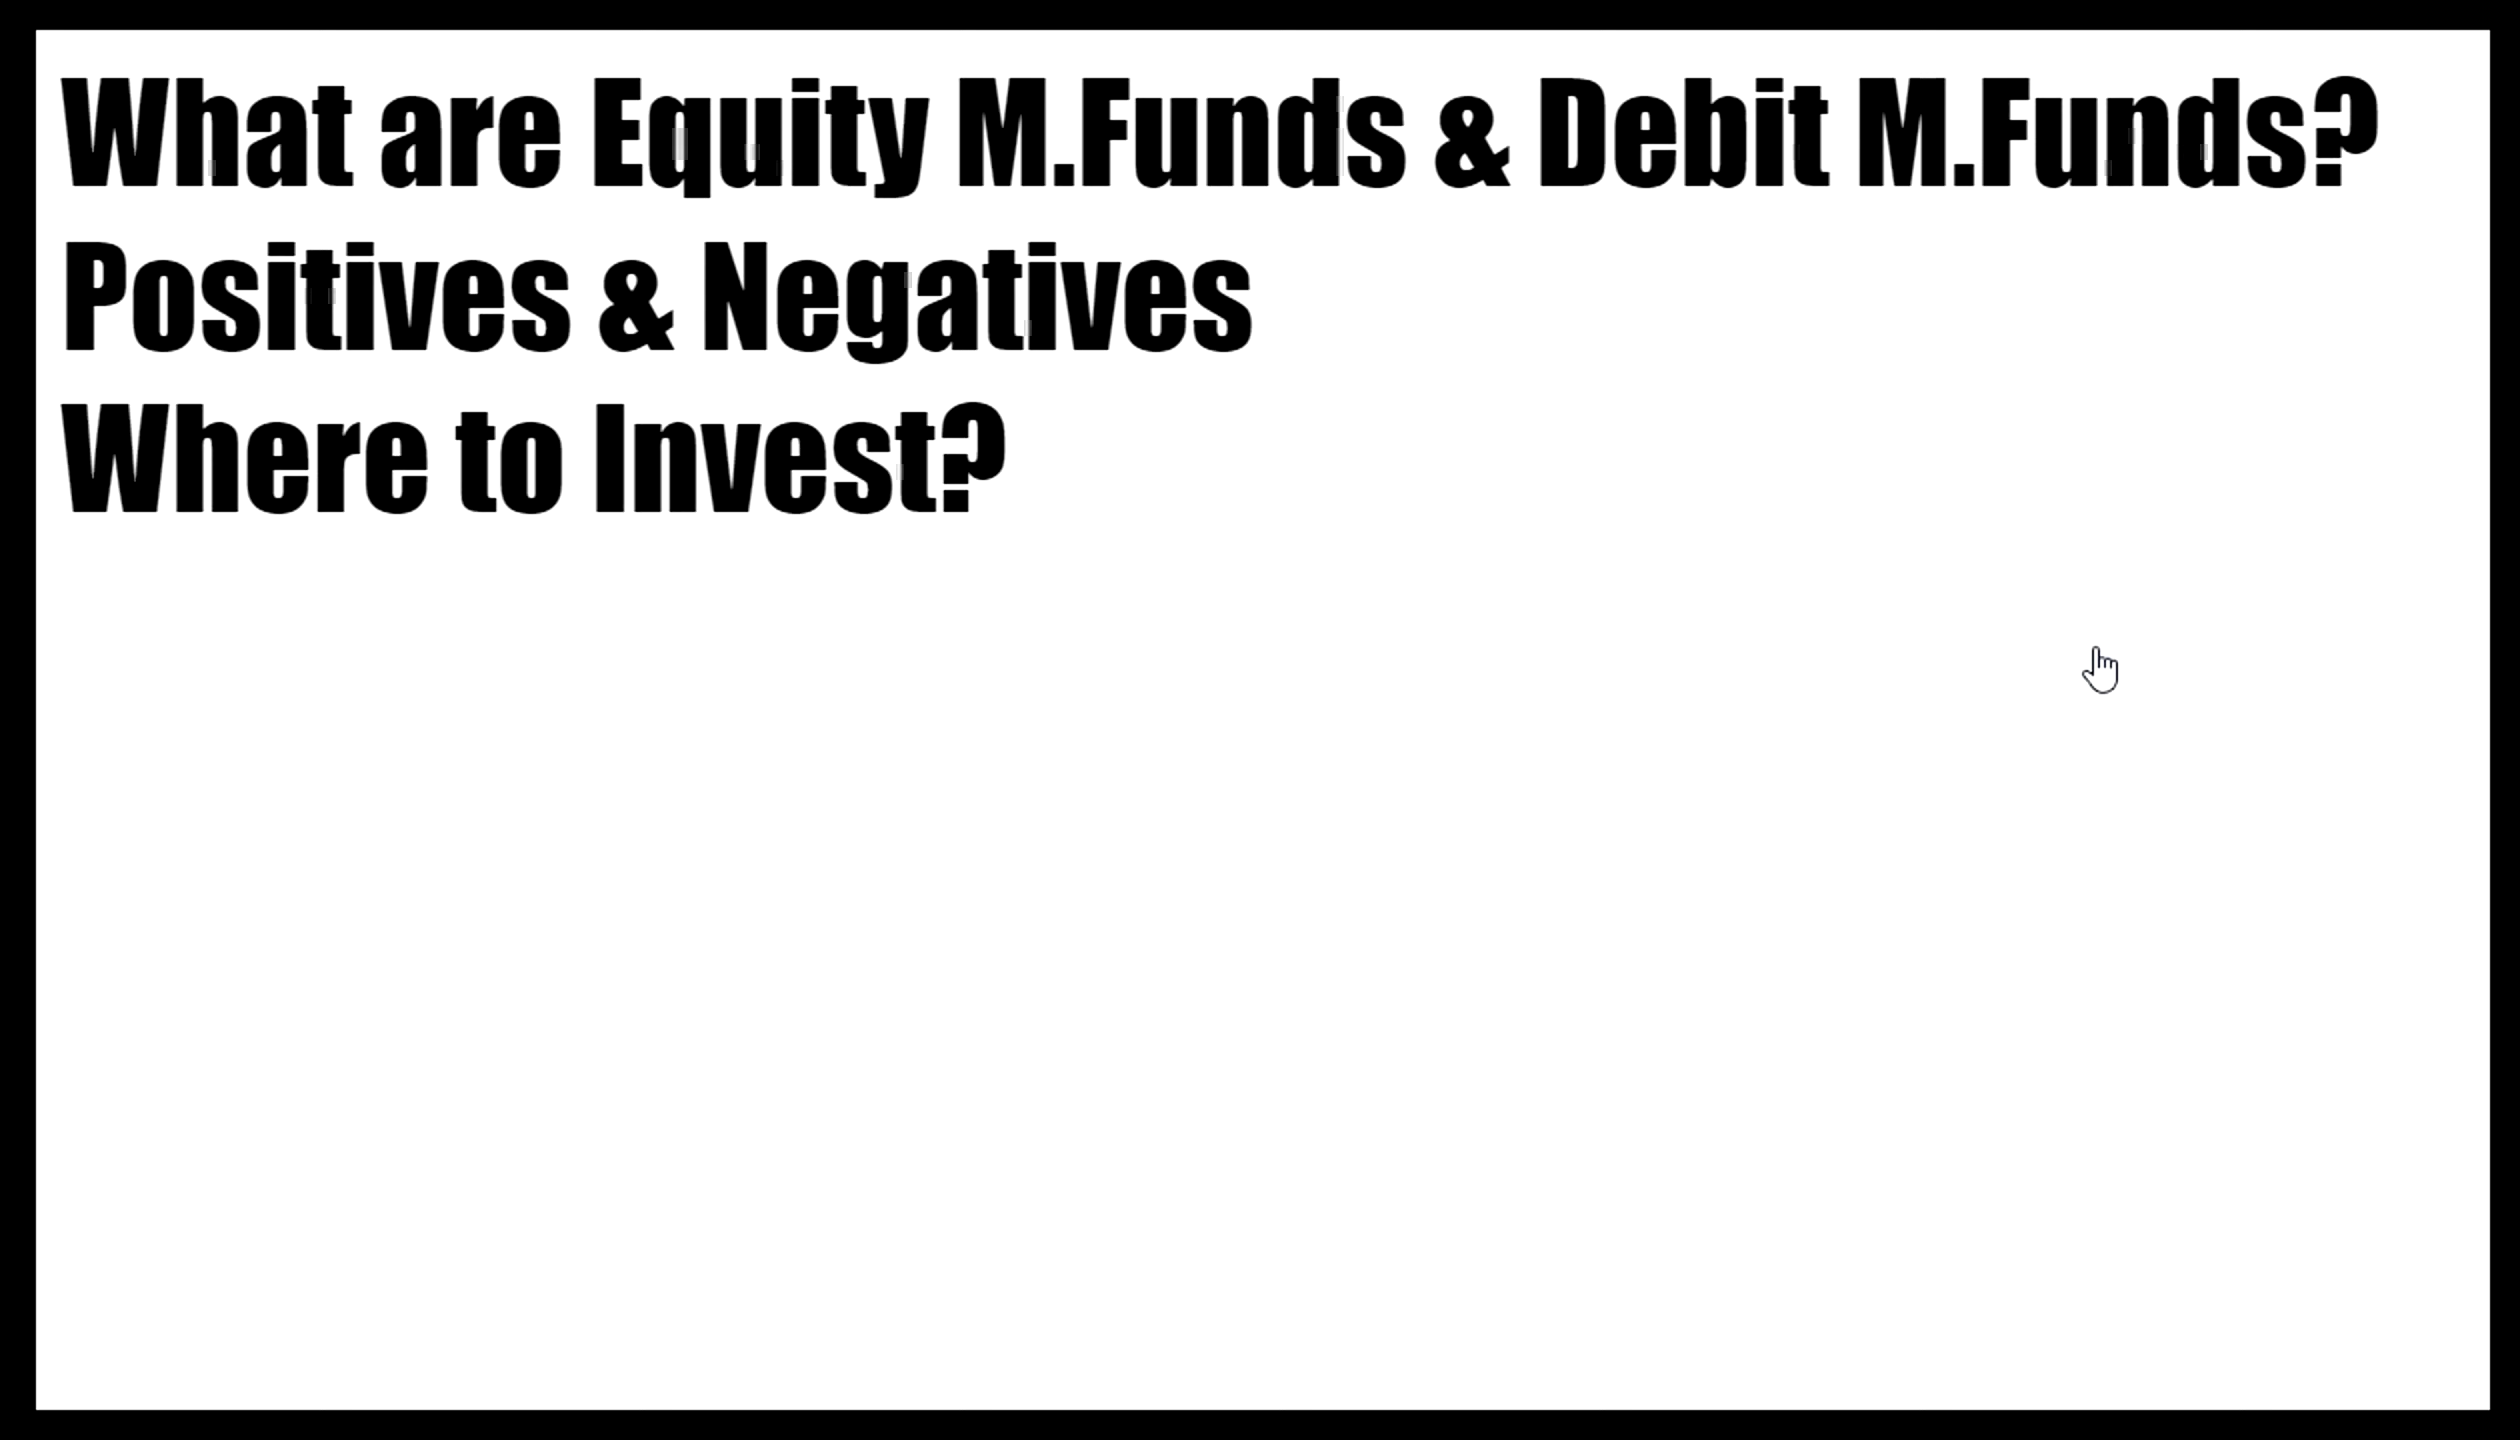 What are Equity M.Funds & Debit M.Funds?
Positives & Negatives
Where to Invest?